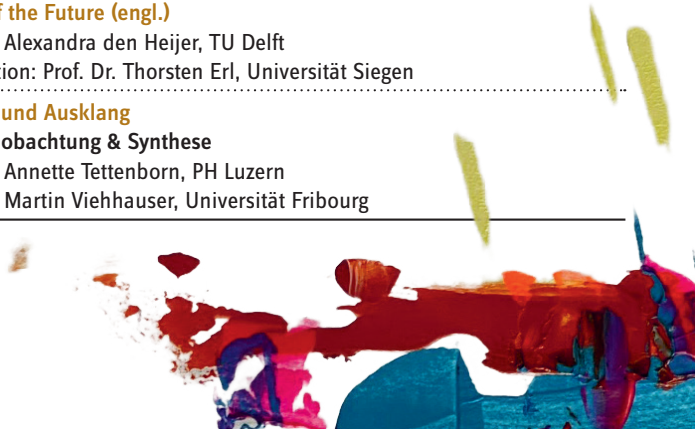 f the Future (engl.)
Alexandra den Heijer, TU Delft
tion: Prof. Dr. Thorsten Erl, Universität Siegen
und Ausklang
obachtung & Synthese
Annette Tettenborn, PH Luzern
Martin Viehhauser, Universität Fribourg